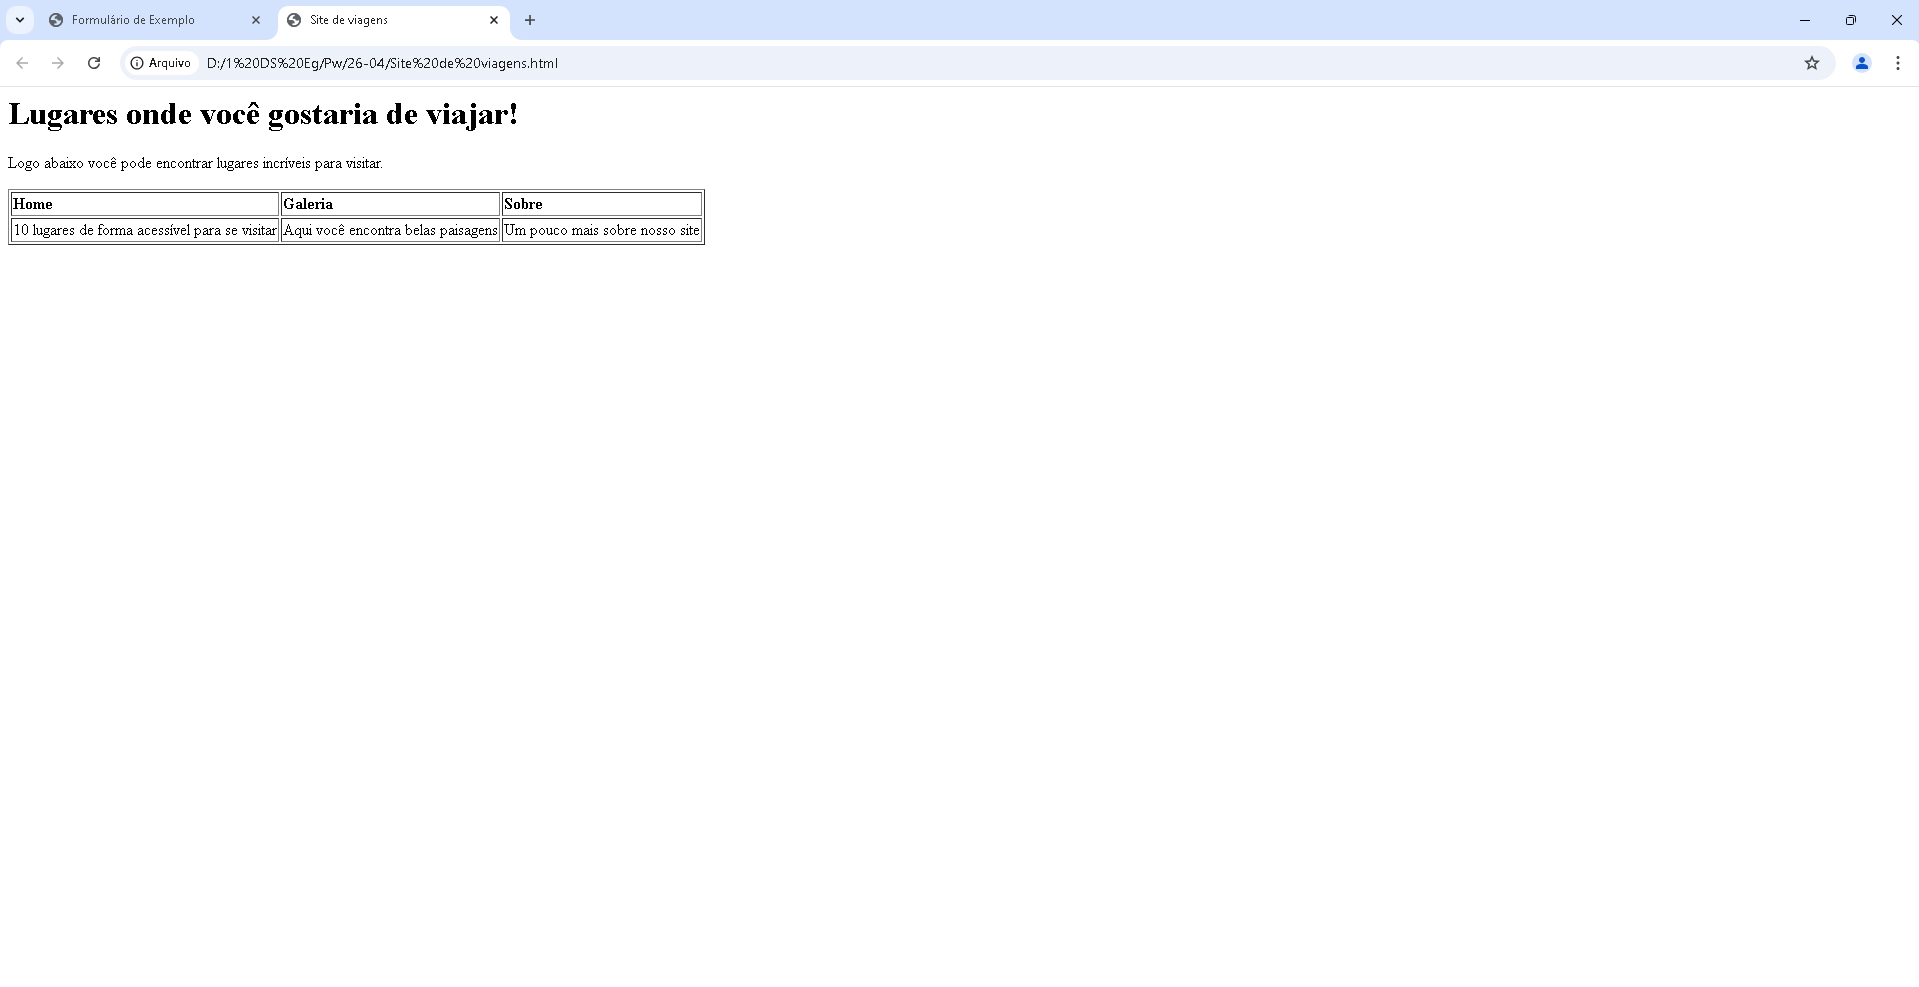 Formulário de Exemplo
Site de viagens
Arquivo
D:/1%20DS%20Eg/Pw/26-04/Site%20de%20viagens.html
Lugares onde você gostaria de viajar!
Logo abaixo você pode encontrar lugares incríveis para visitar.
Home Galeria Sobre
10 lugares de forma acessível para se visitar Aqui você encontra belas paisagens Um pouco mais sobre nosso site